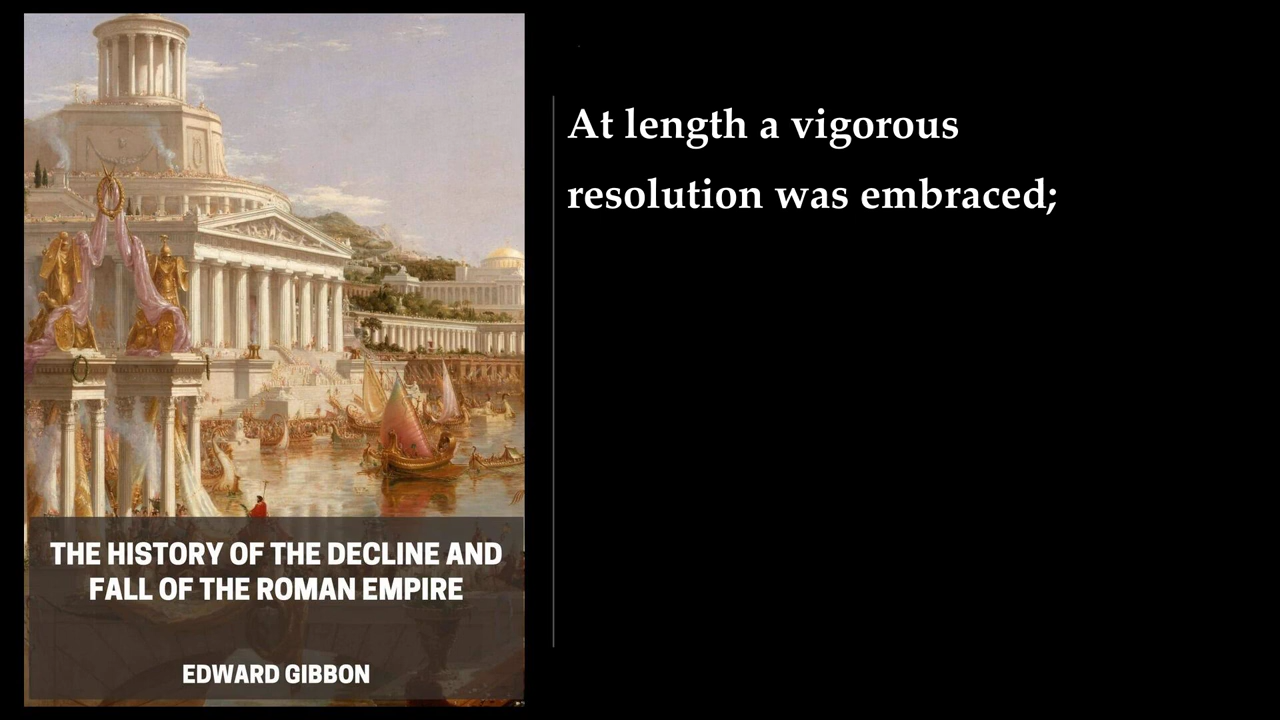 At length a vigorous
resolution was embraced;
THE HISTORY OF THE DECLINE AND
FALL OF THE ROMAN EMPIRE
EDWARD GIBBON